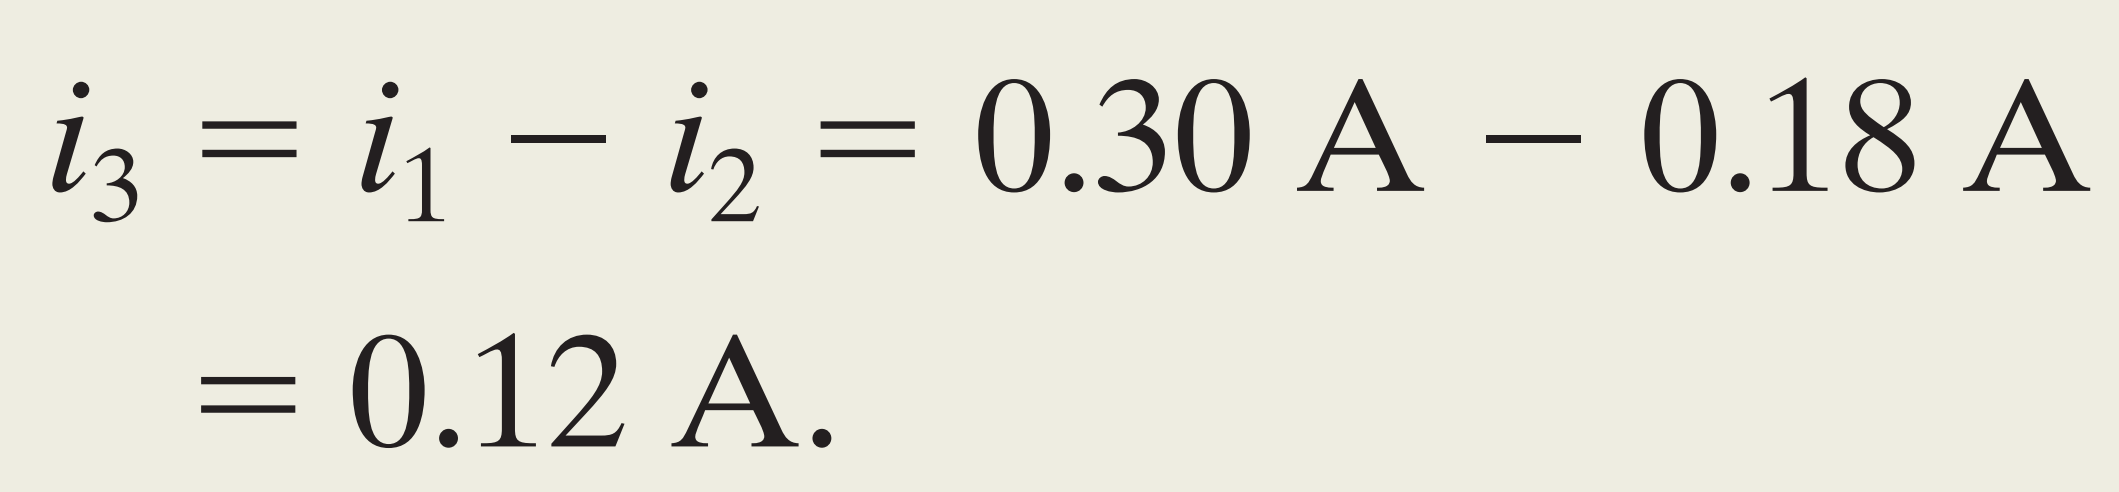 i₃ = i₁ − i₂ = 0.30 A − 0.18 A
= 0.12 A.